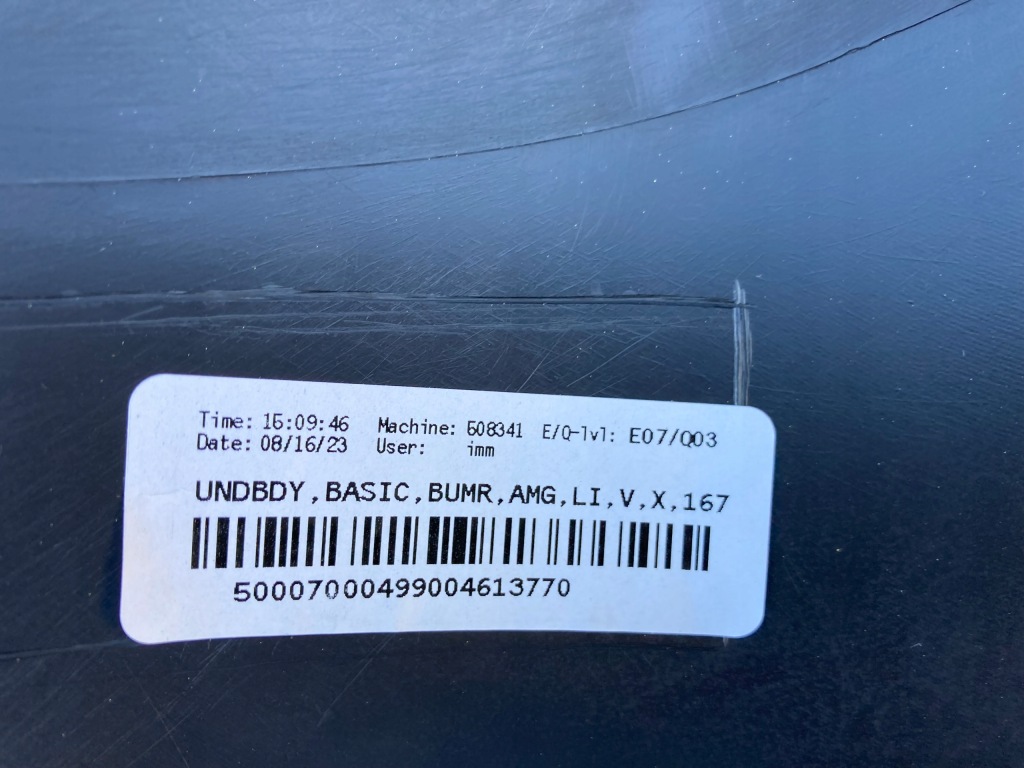 Time: 15:09:46 Machine: 508341 E/Q-lvl: E07/Q03
Date: 08/16/23 User: imm
UNDBDY,BASIC,BUMR,AMG,LI,V,X,167
50007000499004613770